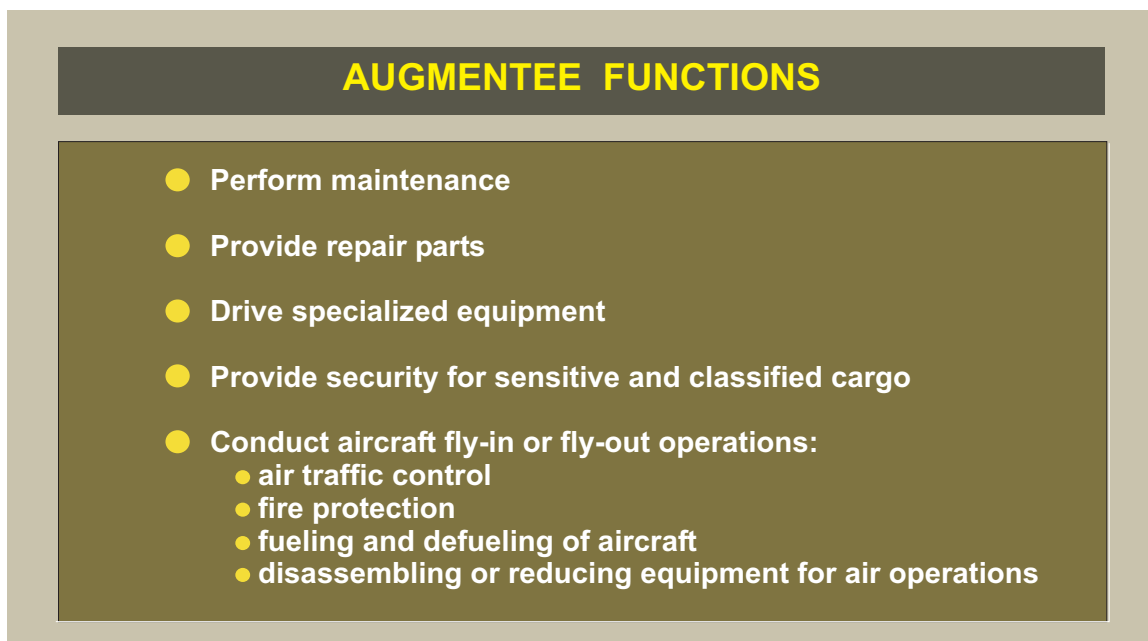 AUGMENTEE FUNCTIONS
Perform maintenance
Provide repair parts
Drive specialized equipment
Provide security for sensitive and classified cargo
Conduct aircraft fly-in or fly-out operations:
air traffic control
fire protection
fueling and defueling of aircraft
disassembling or reducing equipment for air operations